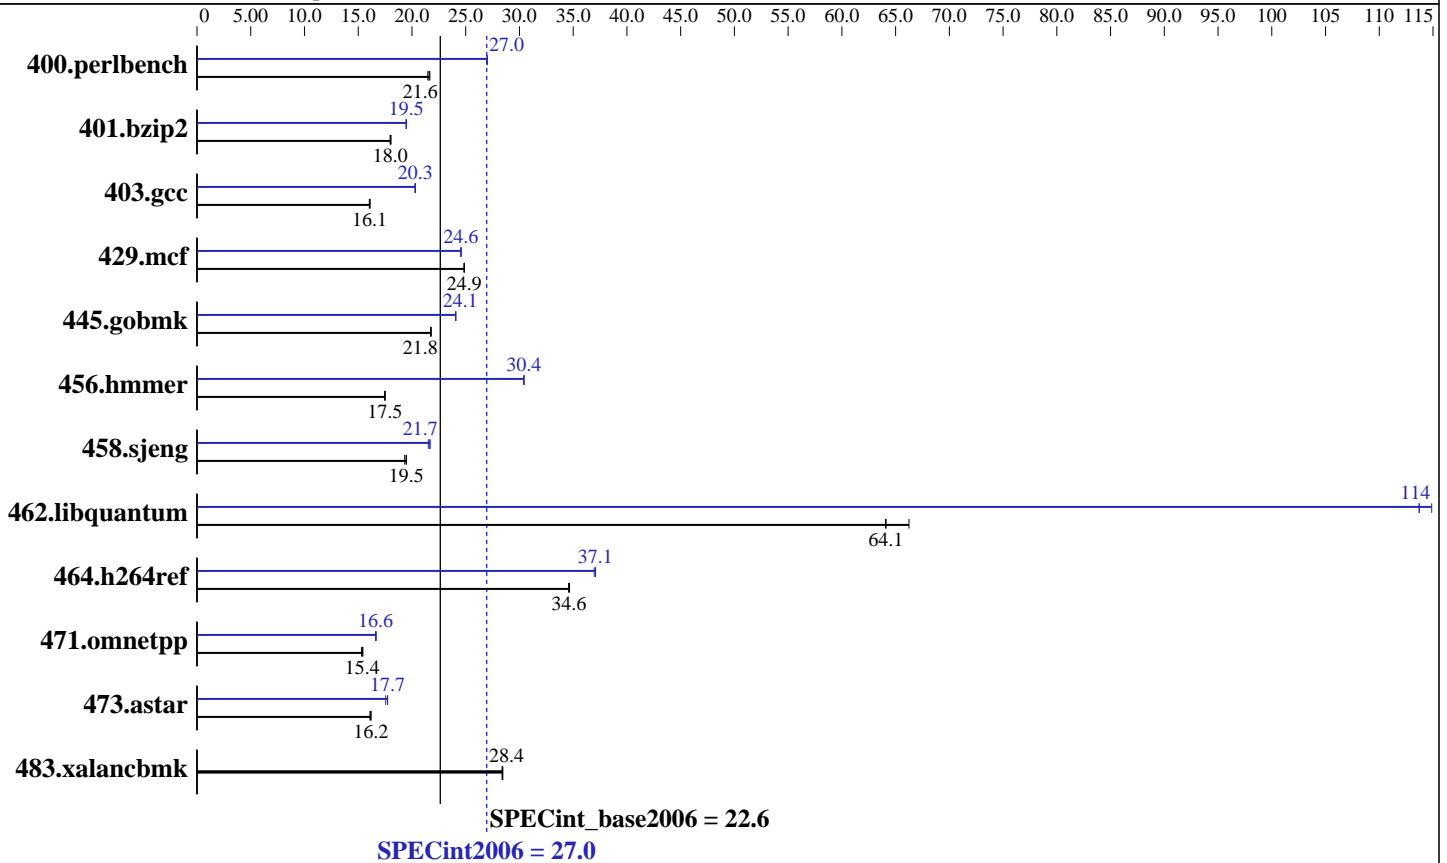 0 5.00 10.0 15.0 20.0 25.0 30.0 35.0 40.0 45.0 50.0 55.0 60.0 65.0 70.0 75.0 80.0 85.0 90.0 95.0 100 105 110 115
27.0
400.perlbench
21.6
19.5
401.bzip2
18.0
20.3
403.gcc
16.1
24.6
429.mcf
24.9
24.1
445.gobmk
21.8
30.4
456.hmmer
17.5
21.7
458.sjeng
19.5
114
462.libquantum
64.1
37.1
464.h264ref
34.6
16.6
471.omnetpp
15.4
17.7
473.astar
16.2
28.4
483.xalancbmk
SPECint_base2006 = 22.6
SPECint2006 = 27.0